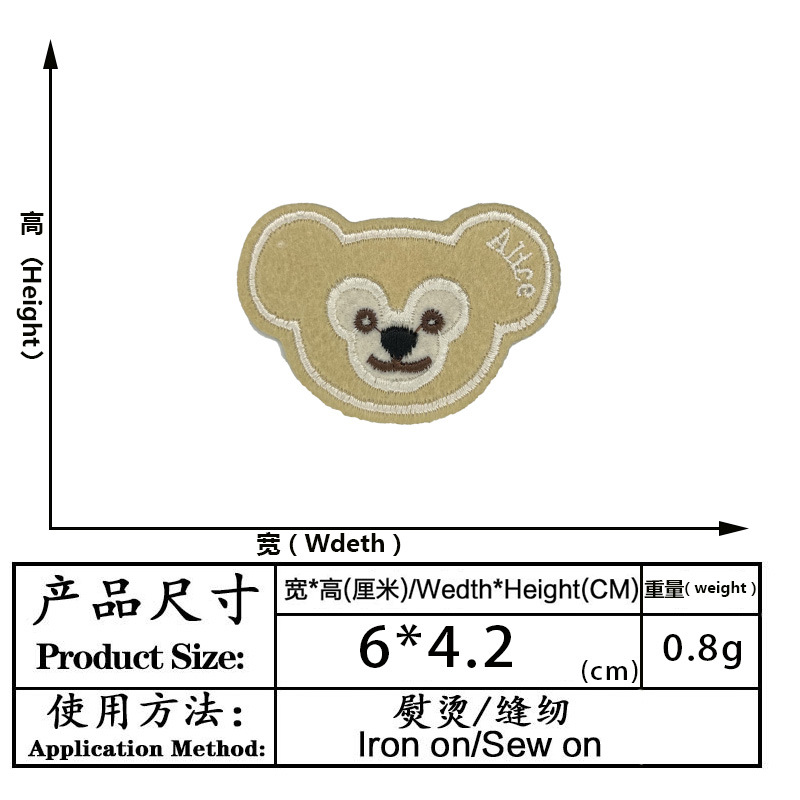 高
(Height)
Alice
宽 ( Wdeth )
产品尺寸
Product Size:
宽*高(厘米)/Wedth*Height(CM)
重量( weight )
6*4.2
(cm)
0.8g
使用方法:
Application Method:
熨烫/缝纫
Iron on/Sew on